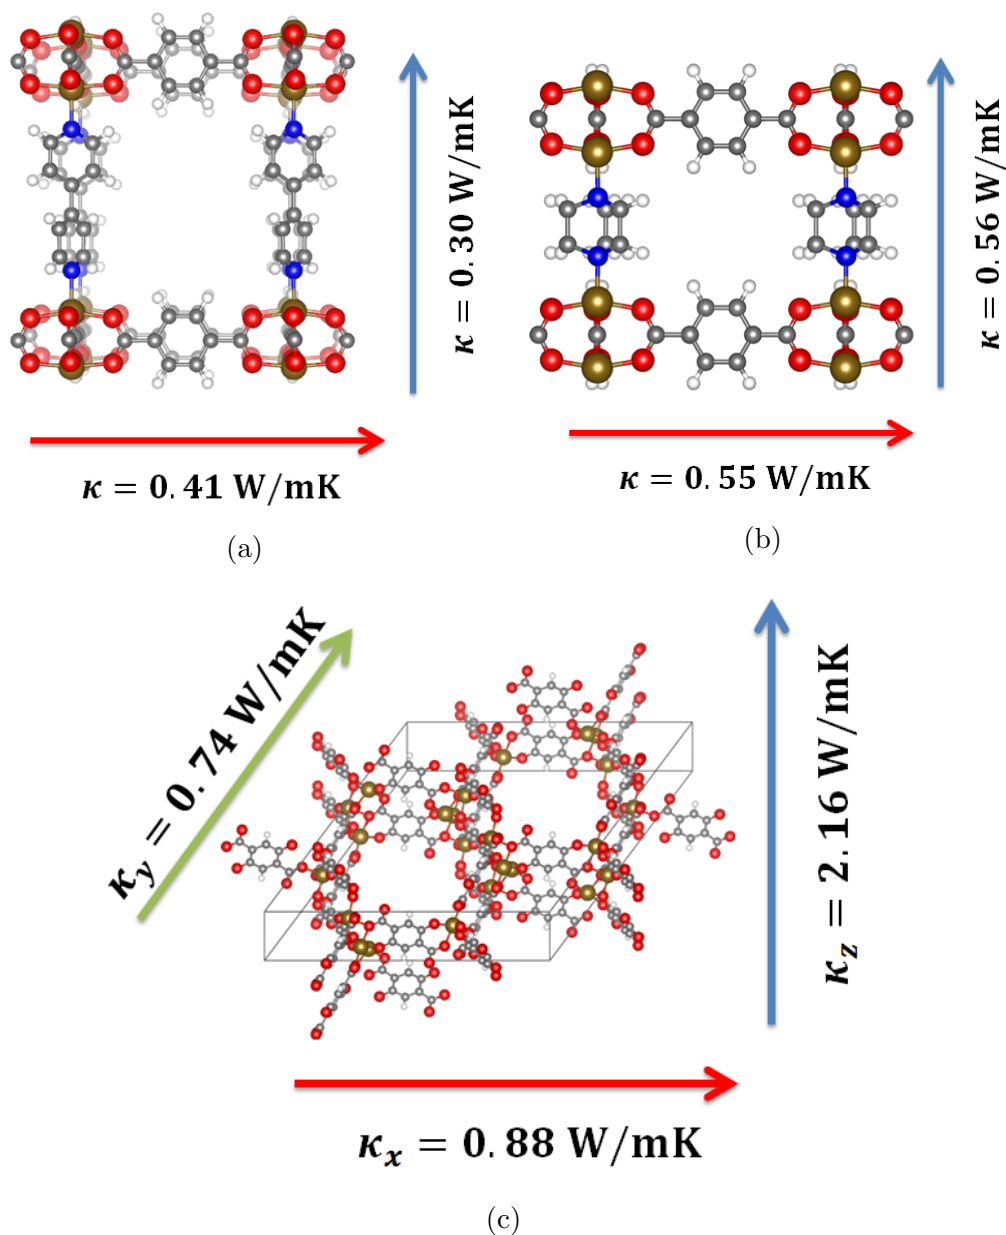 κ = 0.30 W/mK
κ = 0.41 W/mK
(a)
κ = 0.56 W/mK
κ = 0.55 W/mK
(b)
κy = 0.74 W/mK
κz = 2.16 W/mK
κx = 0.88 W/mK
(c)